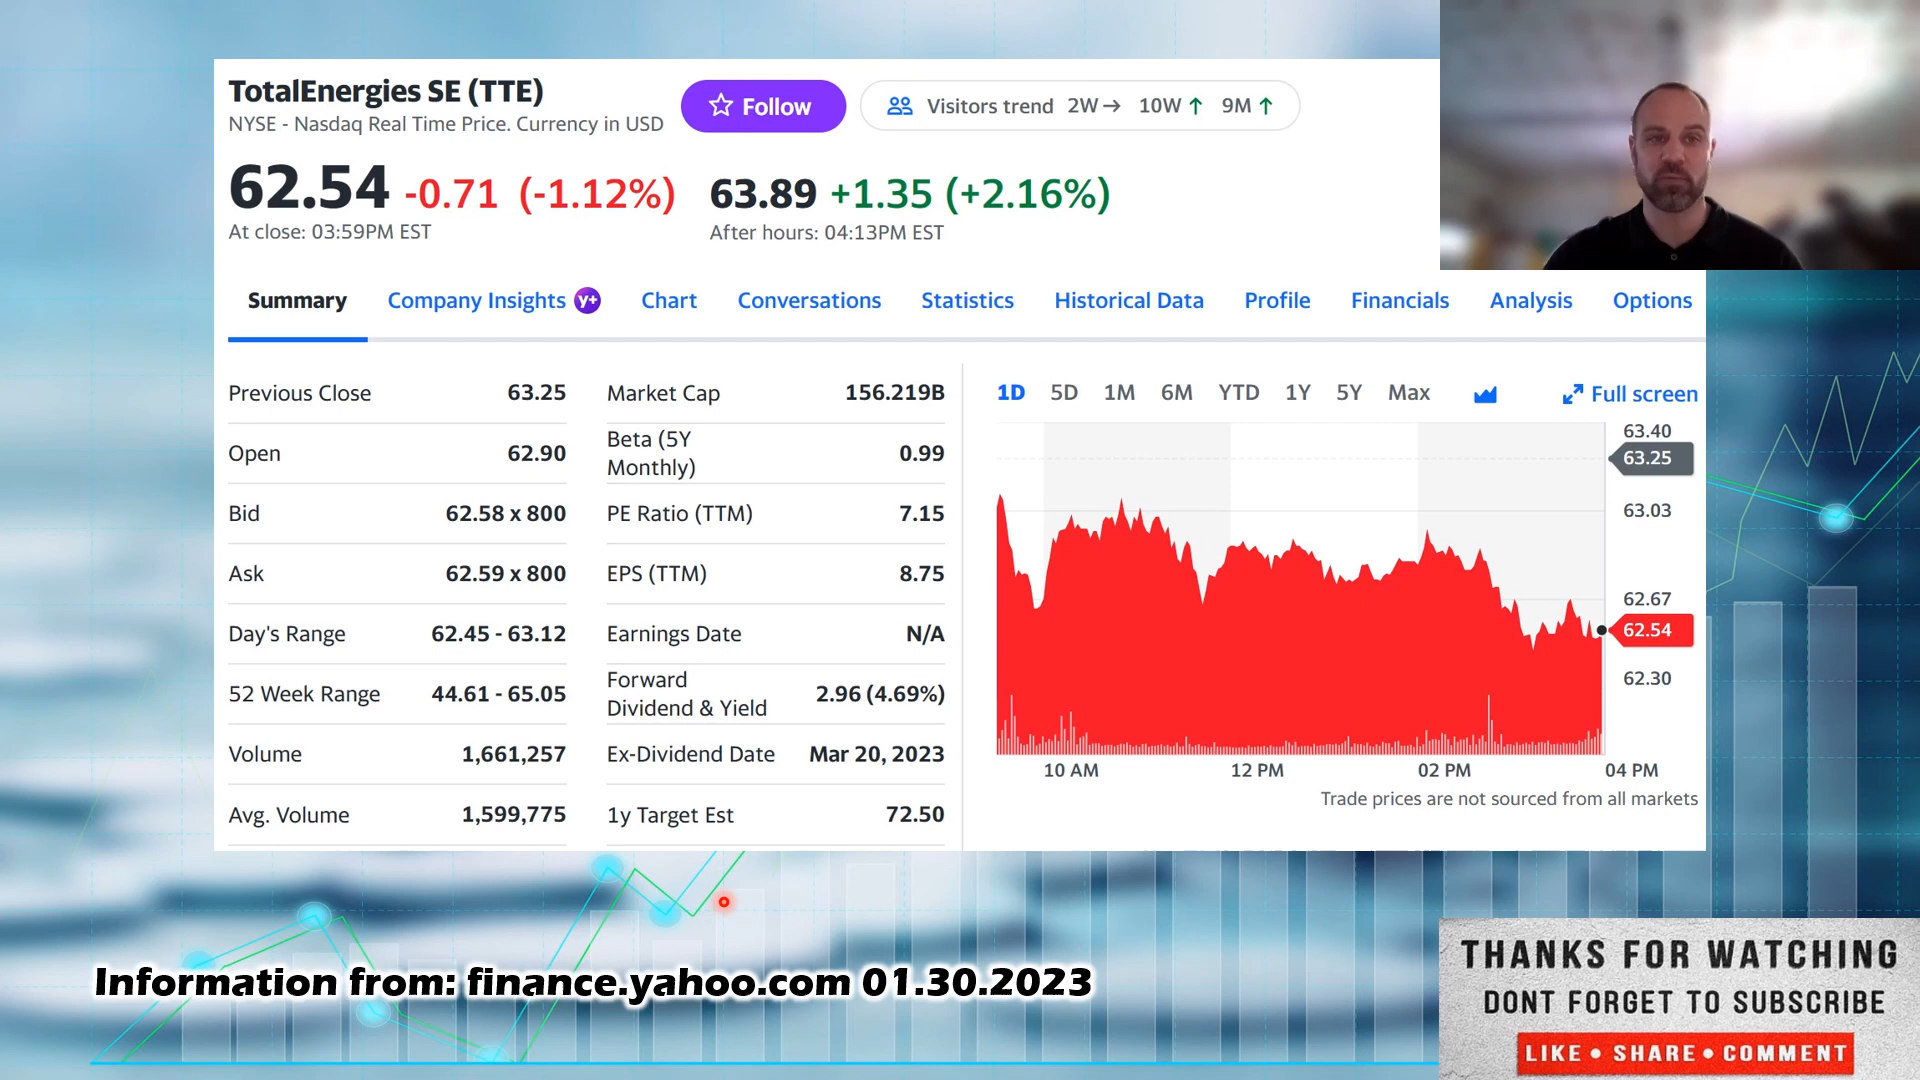 TotalEnergies SE (TTE)
NYSE - Nasdaq Real Time Price. Currency in USD
Follow
Visitors trend 2W→ 10W↑ 9M↑
62.54 -0.71 (-1.12%)
At close: 03:59PM EST
63.89 +1.35 (+2.16%)
After hours: 04:13PM EST
Summary Company Insights y+ Chart Conversations Statistics Historical Data Profile Financials Analysis Options
Previous Close 63.25
Open 62.90
Bid 62.58 x 800
Ask 62.59 x 800
Day's Range 62.45 - 63.12
52 Week Range 44.61 - 65.05
Volume 1,661,257
Avg. Volume 1,599,775
Market Cap 156.219B
Beta (5Y
Monthly) 0.99
PE Ratio (TTM) 7.15
EPS (TTM) 8.75
Earnings Date N/A
Forward
Dividend & Yield 2.96 (4.69%)
Ex-Dividend Date Mar 20, 2023
1y Target Est 72.50
1D 5D 1M 6M YTD 1Y 5Y Max Full screen
63.40
63.25
63.03
62.67
62.54
62.30
10 AM 12 PM 02 PM 04 PM
Trade prices are not sourced from all markets
Information from: finance.yahoo.com 01.30.2023
THANKS FOR WATCHING
DONT FORGET TO SUBSCRIBE
LIKE • SHARE • COMMENT